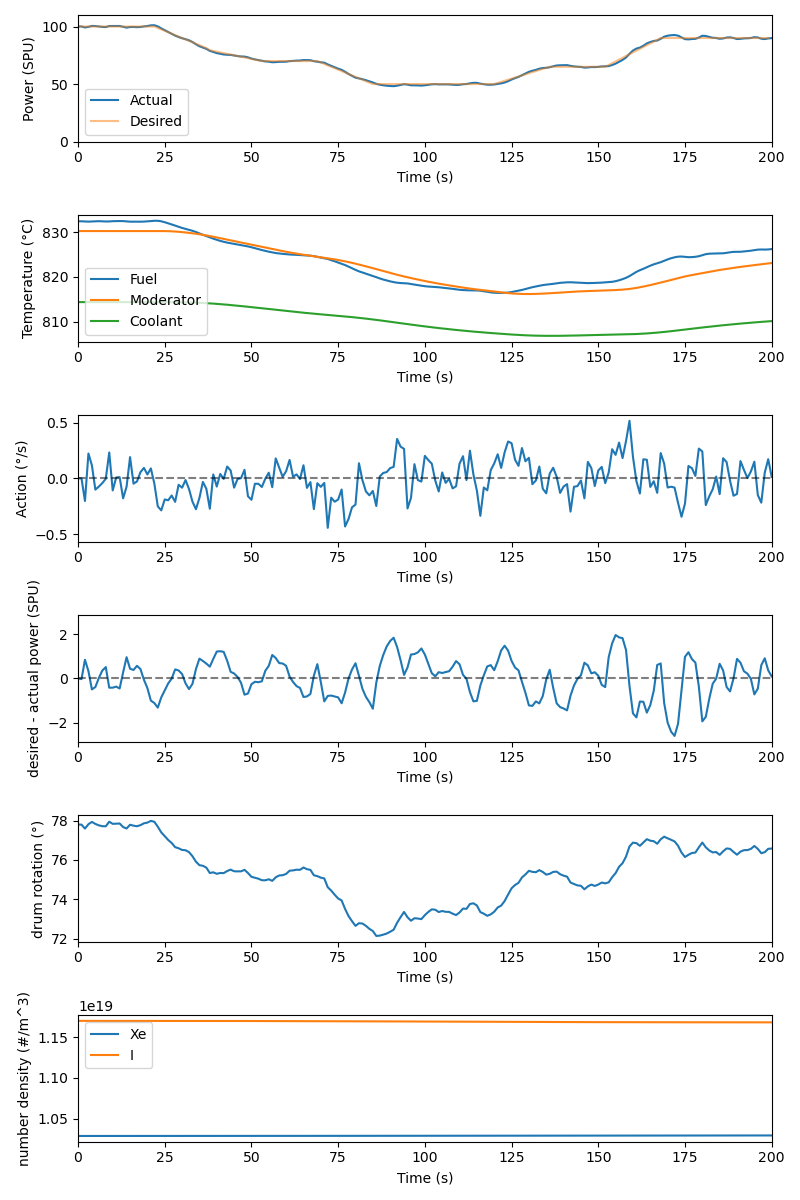 100
50
0
Power (SPU)
Actual
Desired
0 25 50 75 100 125 150 175 200
Time (s)
830
820
810
Temperature (°C)
Fuel
Moderator
Coolant
0 25 50 75 100 125 150 175 200
Time (s)
0.5
0.0
−0.5
Action (°/s)
0 25 50 75 100 125 150 175 200
Time (s)
2
0
−2
desired - actual power (SPU)
0 25 50 75 100 125 150 175 200
Time (s)
78
76
74
72
drum rotation (°)
0 25 50 75 100 125 150 175 200
Time (s)
1e19
1.15
1.10
1.05
number density (#/m^3)
Xe
I
0 25 50 75 100 125 150 175 200
Time (s)